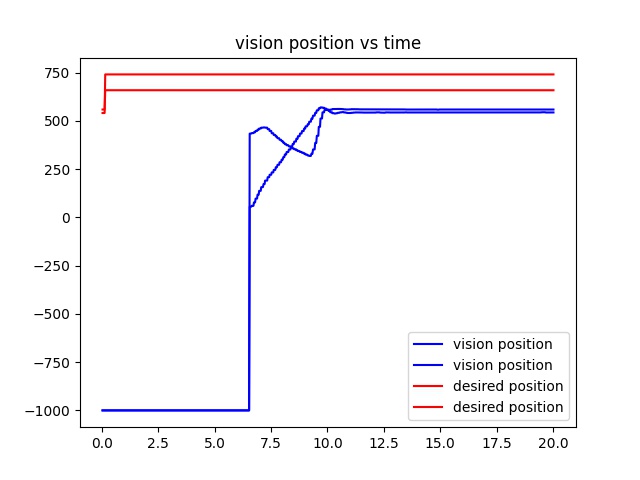 vision position vs time
750
500
250
0
−250
−500
−750
−1000
0.0 2.5 5.0 7.5 10.0 12.5 15.0 17.5 20.0
vision position
vision position
desired position
desired position